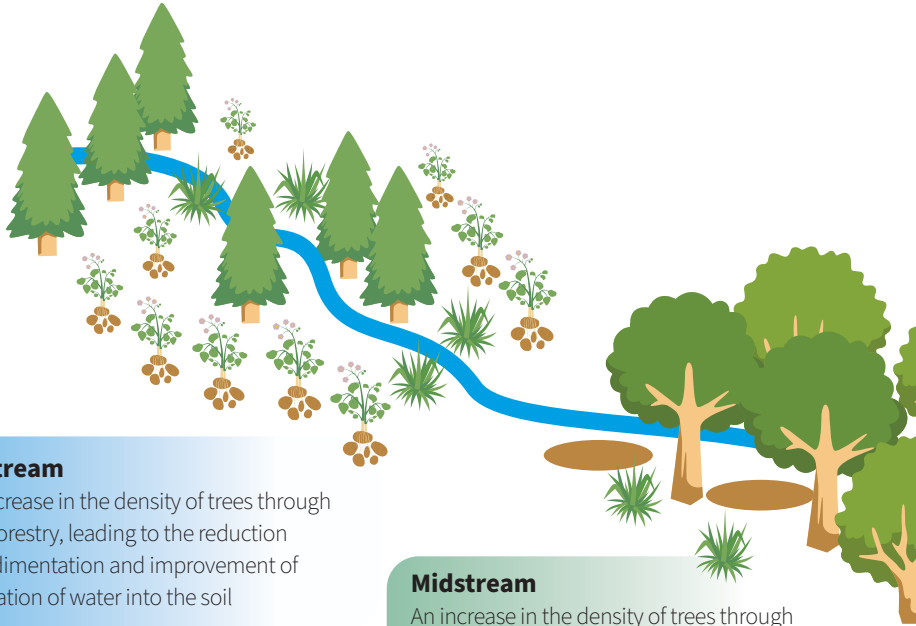 tream
crease in the density of trees through
orestry, leading to the reduction
dimentation and improvement of
ation of water into the soil
Midstream
An increase in the density of trees through